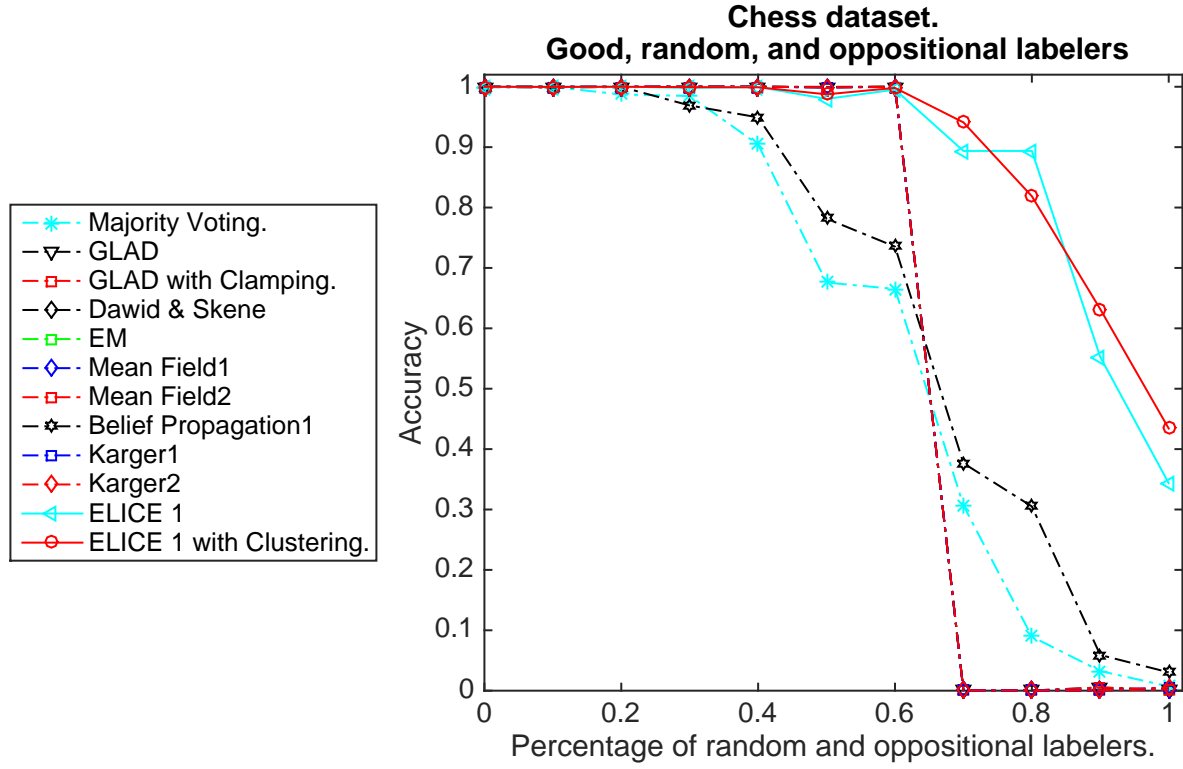 Chess dataset.
Good, random, and oppositional labelers
Majority Voting.
GLAD
GLAD with Clamping.
Dawid & Skene
EM
Mean Field1
Mean Field2
Belief Propagation1
Karger1
Karger2
ELICE 1
ELICE 1 with Clustering.
Accuracy
1
0.9
0.8
0.7
0.6
0.5
0.4
0.3
0.2
0.1
0
0 0.2 0.4 0.6 0.8 1
Percentage of random and oppositional labelers.